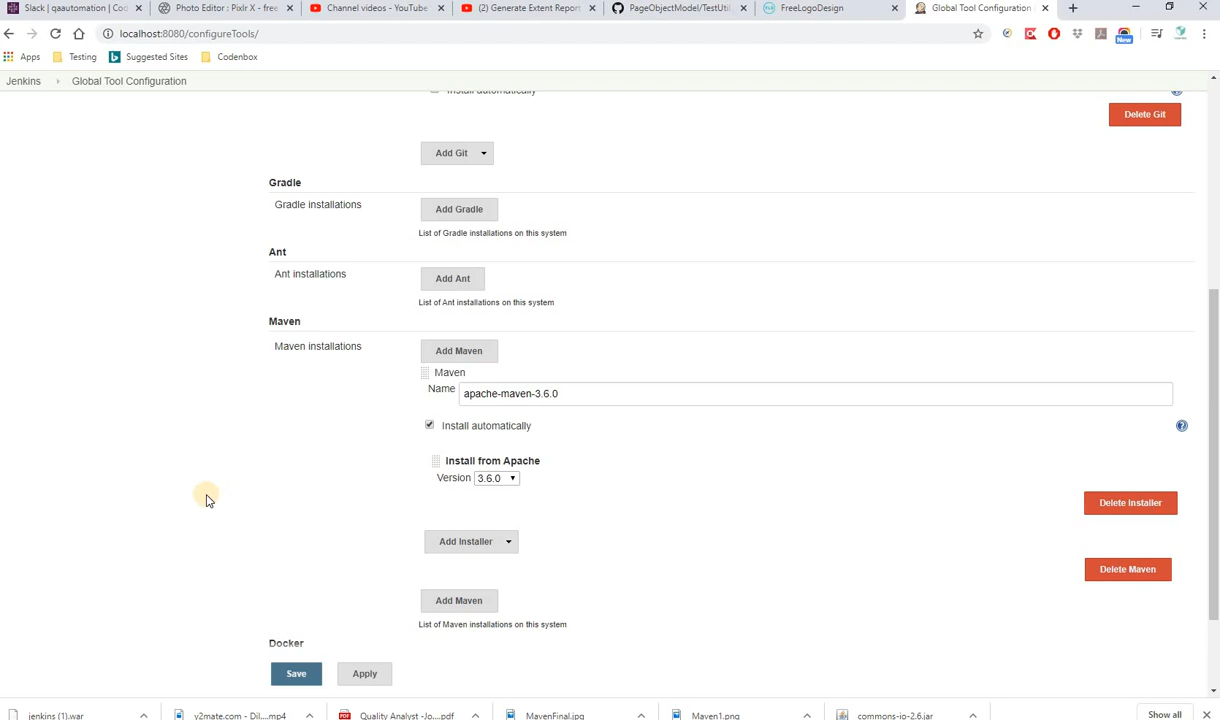 Slack | qaautomation | Cod
Photo Editor : Pixlr X - free
Channel videos - YouTube
(2) Generate Extent Report
PageObjectModel/TestUtil
FreeLogoDesign
Global Tool Configuration
localhost:8080/configureTools/
New
Apps
Testing
Suggested Sites
Codenbox
Jenkins
Global Tool Configuration
Install automatically
Delete Git
Add Git
Gradle
Gradle installations
Add Gradle
List of Gradle installations on this system
Ant
Ant installations
Add Ant
List of Ant installations on this system
Maven
Maven installations
Add Maven
Maven
Name
apache-maven-3.6.0
Install automatically
Install from Apache
Version
3.6.0
Delete Installer
Add Installer
Delete Maven
Add Maven
List of Maven installations on this system
Docker
Save
Apply
jenkins (1).war
y2mate.com - Dil....mp4
Quality Analyst -Jo....pdf
MavenFinal.jpg
Maven1.png
commons-io-2.6.jar
Show all